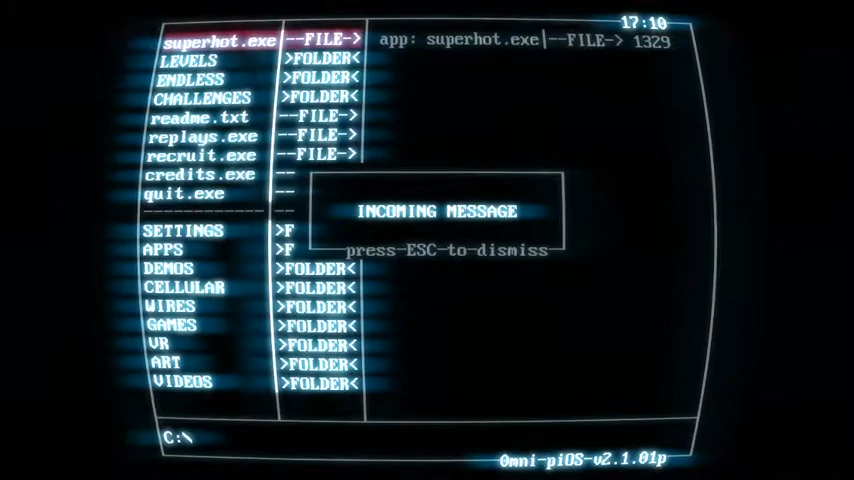 17:10
superhot.exe --FILE-> app: superhot.exe|--FILE-> 1329
LEVELS >FOLDER<
ENDLESS >FOLDER<
CHALLENGES >FOLDER<
readme.txt --FILE->
replays.exe --FILE->
recruit.exe --FILE->
credits.exe --
quit.exe --
INCOMING MESSAGE
press-ESC-to-dismiss
------------ --
SETTINGS >F
APPS >F
DEMOS >FOLDER<
CELLULAR >FOLDER<
WIRES >FOLDER<
GAMES >FOLDER<
VR >FOLDER<
ART >FOLDER<
VIDEOS >FOLDER<
C:\
Omni-piOS-v2.1.01p